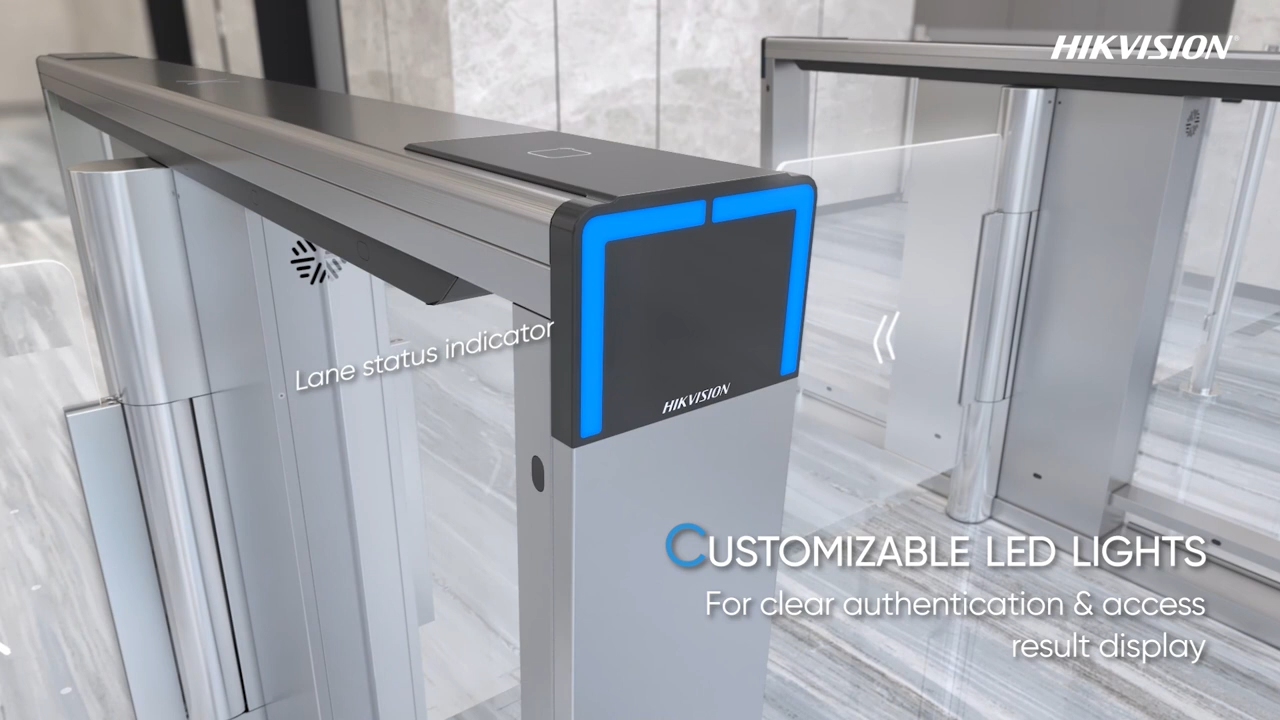 HIKVISION®
Lane status indicator
HIKVISION
CUSTOMIZABLE LED LIGHTS
For clear authentication & access
result display